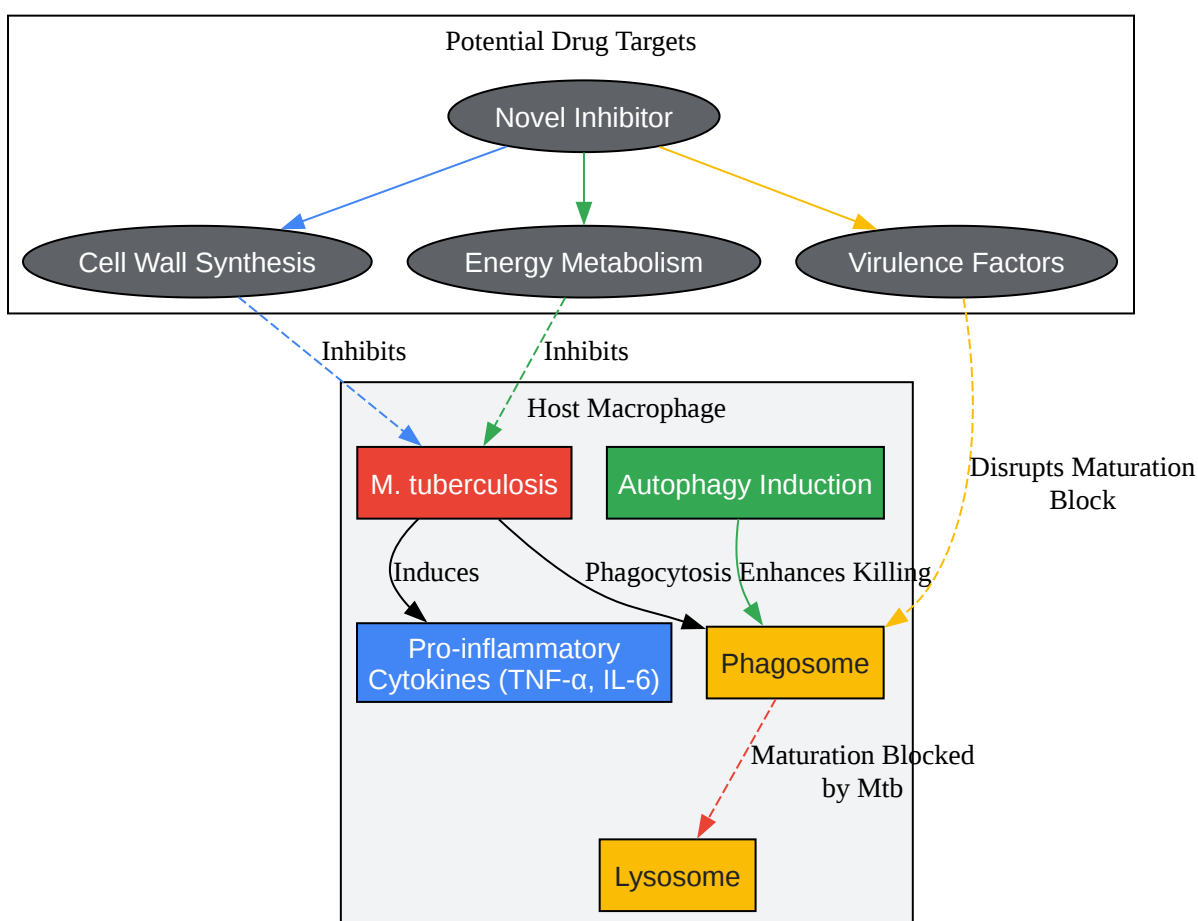 Potential Drug Targets
Novel Inhibitor
Cell Wall Synthesis
Energy Metabolism
Virulence Factors
Inhibits
Inhibits
Host Macrophage
Disrupts Maturation
Block
M. tuberculosis
Autophagy Induction
Induces
Phagocytosis
Enhances Killing
Pro-inflammatory
Cytokines (TNF-α, IL-6)
Phagosome
Maturation Blocked
by Mtb
Lysosome